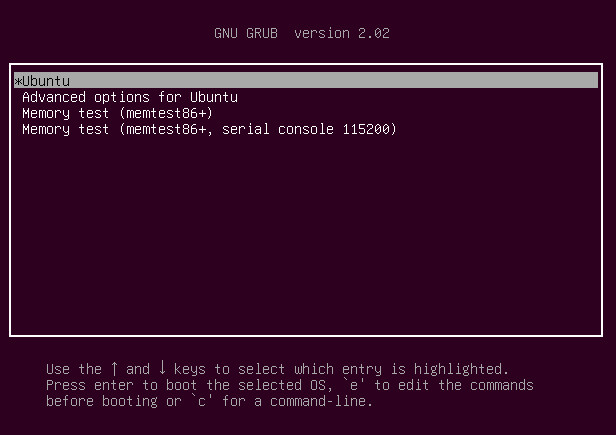 GNU GRUB  version 2.02
*Ubuntu
Advanced options for Ubuntu
Memory test (memtest86+)
Memory test (memtest86+, serial console 115200)
Use the ↑ and ↓ keys to select which entry is highlighted.
Press enter to boot the selected OS, `e' to edit the commands
before booting or `c' for a command-line.